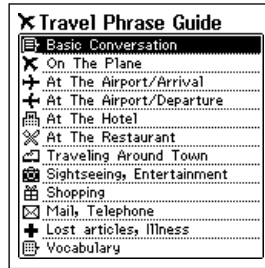 Travel Phrase Guide
Basic Conversation
On The Plane
At The Airport/Arrival
At The Airport/Departure
At The Hotel
At The Restaurant
Traveling Around Town
Sightseeing, Entertainment
Shopping
Mail, Telephone
Lost articles, Illness
Vocabulary